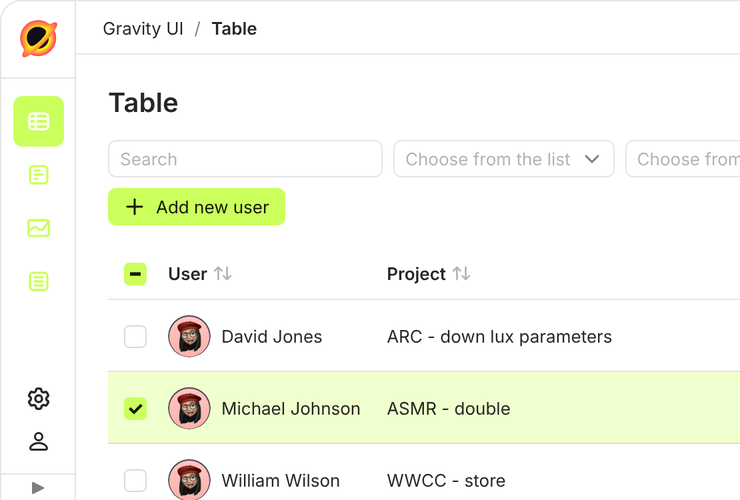 Gravity UI / Table
Table
Search
Choose from the list
Choose from
Add new user
User Project
David Jones ARC - down lux parameters
Michael Johnson ASMR - double
William Wilson WWCC - store